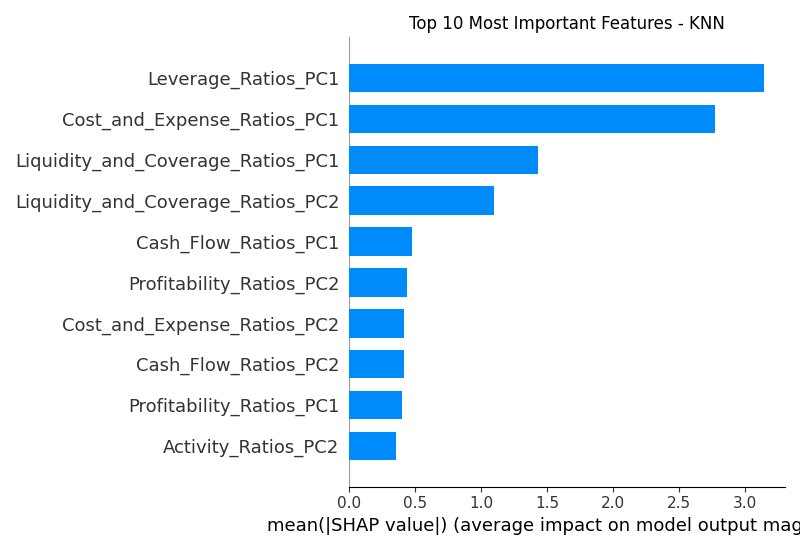 Top 10 Most Important Features - KNN
Leverage_Ratios_PC1
Cost_and_Expense_Ratios_PC1
Liquidity_and_Coverage_Ratios_PC1
Liquidity_and_Coverage_Ratios_PC2
Cash_Flow_Ratios_PC1
Profitability_Ratios_PC2
Cost_and_Expense_Ratios_PC2
Cash_Flow_Ratios_PC2
Profitability_Ratios_PC1
Activity_Ratios_PC2
0.0 0.5 1.0 1.5 2.0 2.5 3.0
mean(|SHAP value|) (average impact on model output mag